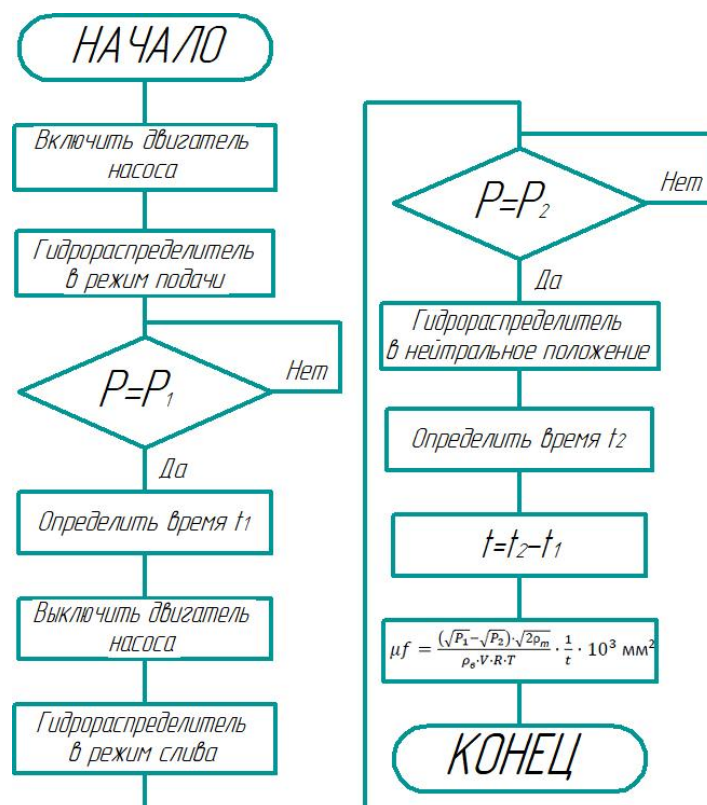 НАЧАЛО
Включить двигатель
насоса
Гидрораспределитель
в режим подачи
P=P₁
Нет
Да
Определить время t₁
Выключить двигатель
насоса
Гидрораспределитель
в режим слива
P=P₂
Нет
Да
Гидрораспределитель
в нейтральное положение
Определить время t₂
t=t₂–t₁
μf = (√P₁−√P₂)·√2ρₘ / ρ_в·V·R·T · 1/t · 10³ мм²
КОНЕЦ